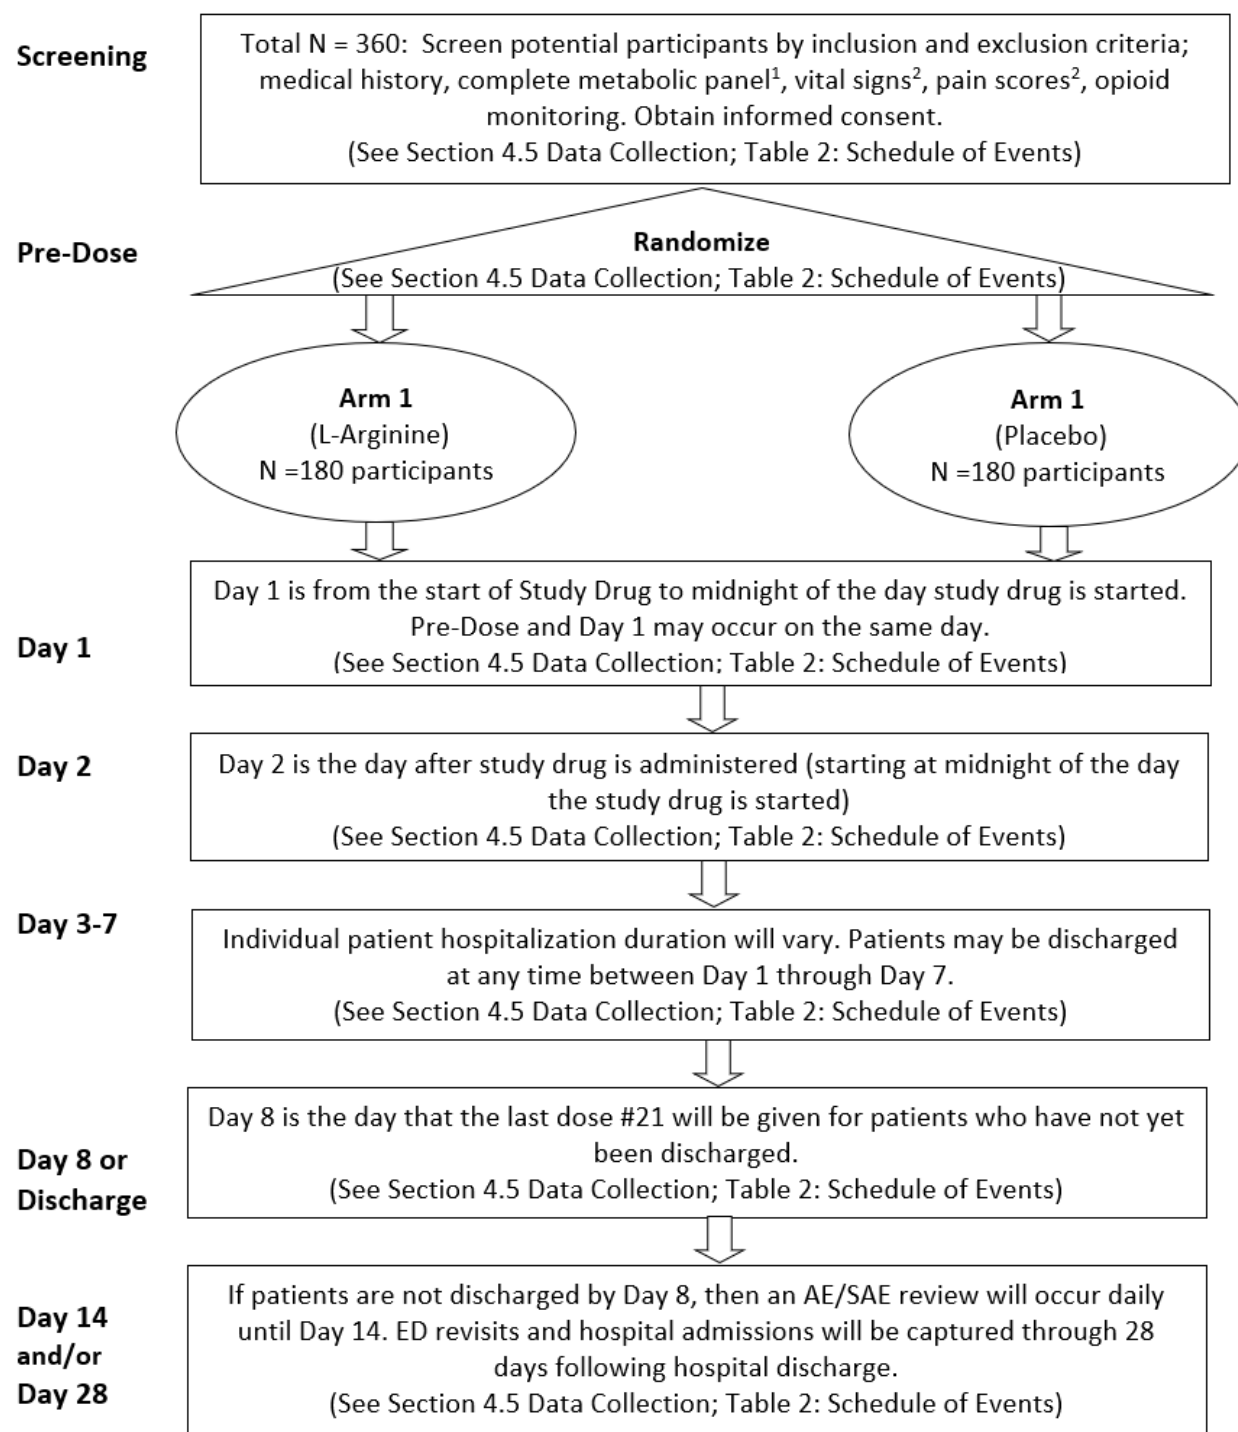 Screening
Total N = 360:  Screen potential participants by inclusion and exclusion criteria;
medical history, complete metabolic panel¹, vital signs², pain scores², opioid
monitoring. Obtain informed consent.
(See Section 4.5 Data Collection; Table 2: Schedule of Events)
Pre-Dose
Randomize
(See Section 4.5 Data Collection; Table 2: Schedule of Events)
Arm 1
(L-Arginine)
N =180 participants
Arm 1
(Placebo)
N =180 participants
Day 1
Day 1 is from the start of Study Drug to midnight of the day study drug is started.
Pre-Dose and Day 1 may occur on the same day.
(See Section 4.5 Data Collection; Table 2: Schedule of Events)
Day 2
Day 2 is the day after study drug is administered (starting at midnight of the day
the study drug is started)
(See Section 4.5 Data Collection; Table 2: Schedule of Events)
Day 3-7
Individual patient hospitalization duration will vary. Patients may be discharged
at any time between Day 1 through Day 7.
(See Section 4.5 Data Collection; Table 2: Schedule of Events)
Day 8 or
Discharge
Day 8 is the day that the last dose #21 will be given for patients who have not yet
been discharged.
(See Section 4.5 Data Collection; Table 2: Schedule of Events)
Day 14
and/or
Day 28
If patients are not discharged by Day 8, then an AE/SAE review will occur daily
until Day 14. ED revisits and hospital admissions will be captured through 28
days following hospital discharge.
(See Section 4.5 Data Collection; Table 2: Schedule of Events)